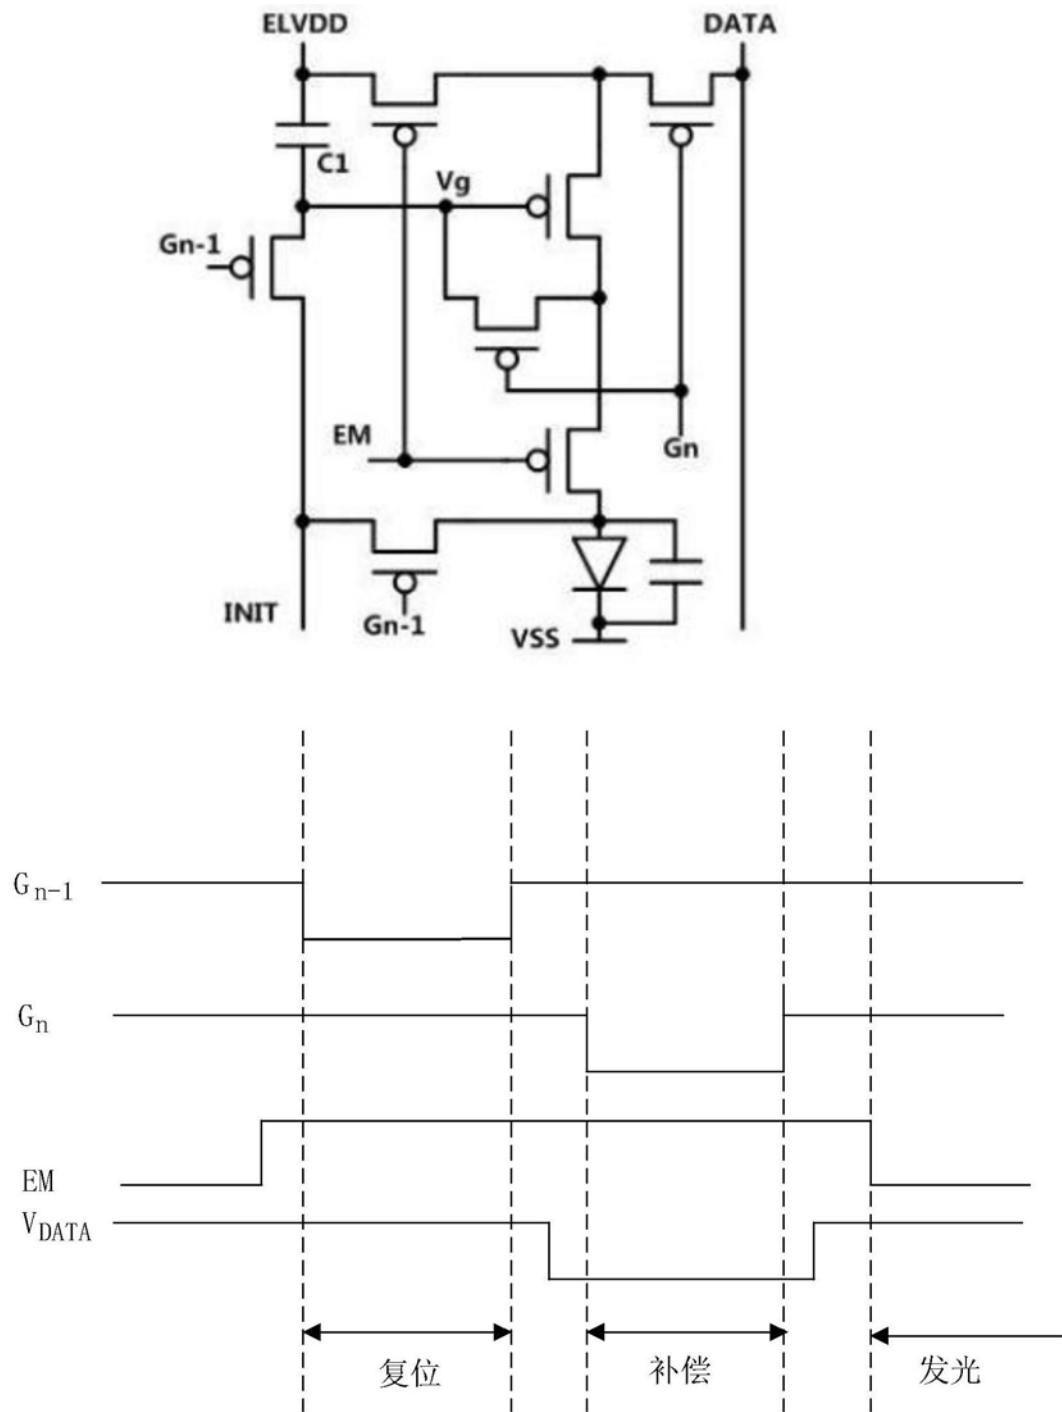 ELVDD DATA
C1
Vg
Gn-1
EM
Gn
INIT
Gn-1
VSS
Gn-1
Gn
EM
VDATA
复位 补偿 发光